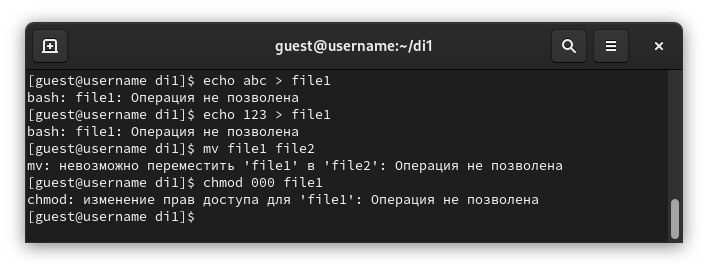 guest@username:~/di1
[guest@username di1]$ echo abc > file1
bash: file1: Операция не позволена
[guest@username di1]$ echo 123 > file1
bash: file1: Операция не позволена
[guest@username di1]$ mv file1 file2
mv: невозможно переместить 'file1' в 'file2': Операция не позволена
[guest@username di1]$ chmod 000 file1
chmod: изменение прав доступа для 'file1': Операция не позволена
[guest@username di1]$